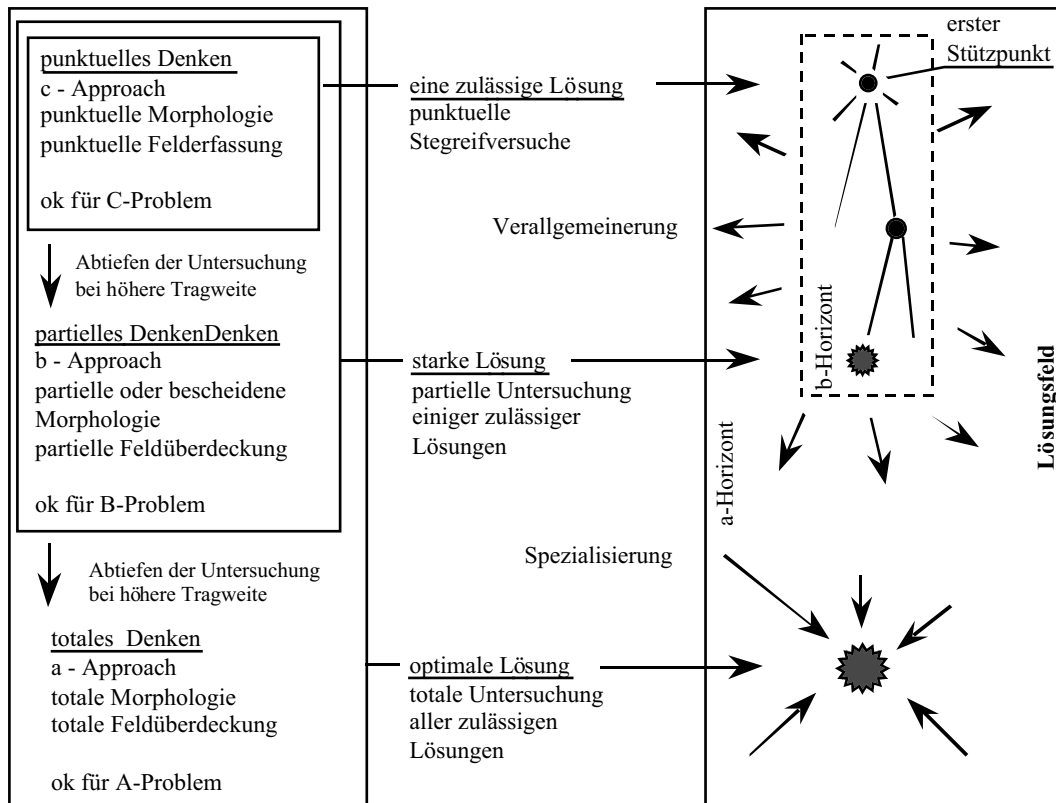 punktuelles Denken
c - Approach
punktuelle Morphologie
punktuelle Felderfassung
ok für C-Problem
Abtiefen der Untersuchung
bei höhere Tragweite
partielles DenkenDenken
b - Approach
partielle oder bescheidene
Morphologie
partielle Feldüberdeckung
ok für B-Problem
Abtiefen der Untersuchung
bei höhere Tragweite
totales Denken
a - Approach
totale Morphologie
totale Feldüberdeckung
ok für A-Problem
eine zulässige Lösung
punktuelle
Stegreifversuche
Verallgemeinerung
starke Lösung
partielle Untersuchung
einiger zulässiger
Lösungen
Spezialisierung
optimale Lösung
totale Untersuchung
aller zulässigen
Lösungen
erster
Stützpunkt
b-Horizont
a-Horizont
Lösungsfeld